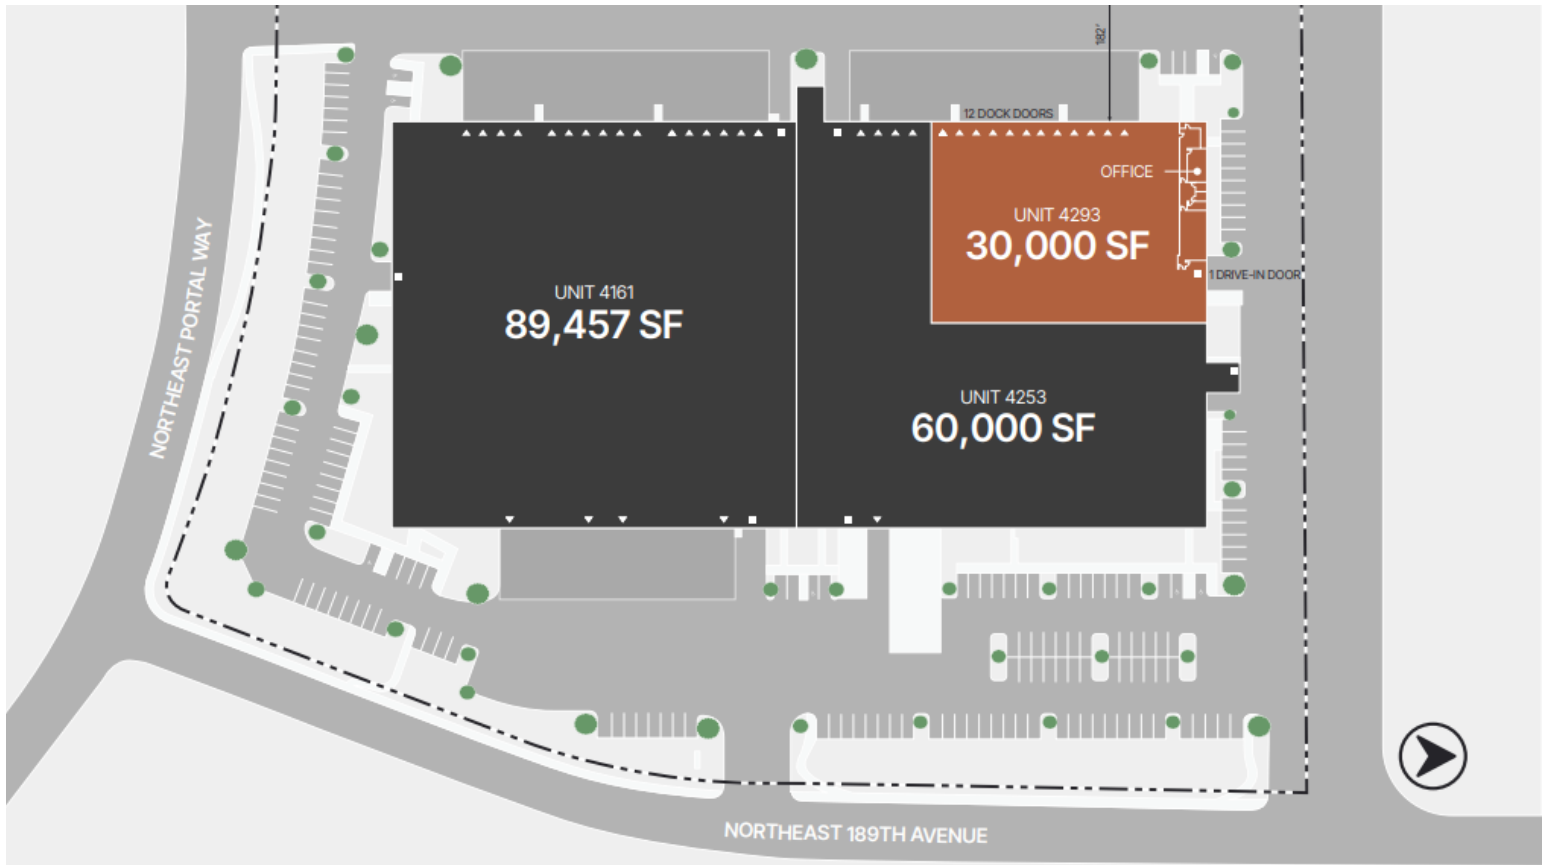 182'
12 DOCK DOORS
OFFICE
UNIT 4293
30,000 SF
1 DRIVE-IN DOOR
UNIT 4161
89,457 SF
UNIT 4253
60,000 SF
NORTHEAST PORTAL WAY
NORTHEAST 189TH AVENUE